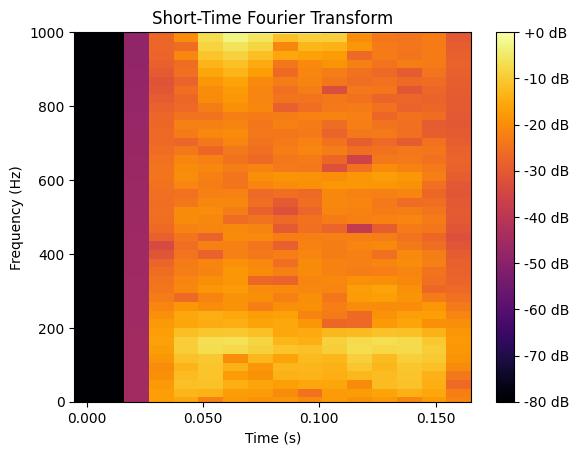 Short-Time Fourier Transform
1000
800
600
400
200
0
Frequency (Hz)
0.000
0.050
0.100
0.150
Time (s)
+0 dB
-10 dB
-20 dB
-30 dB
-40 dB
-50 dB
-60 dB
-70 dB
-80 dB